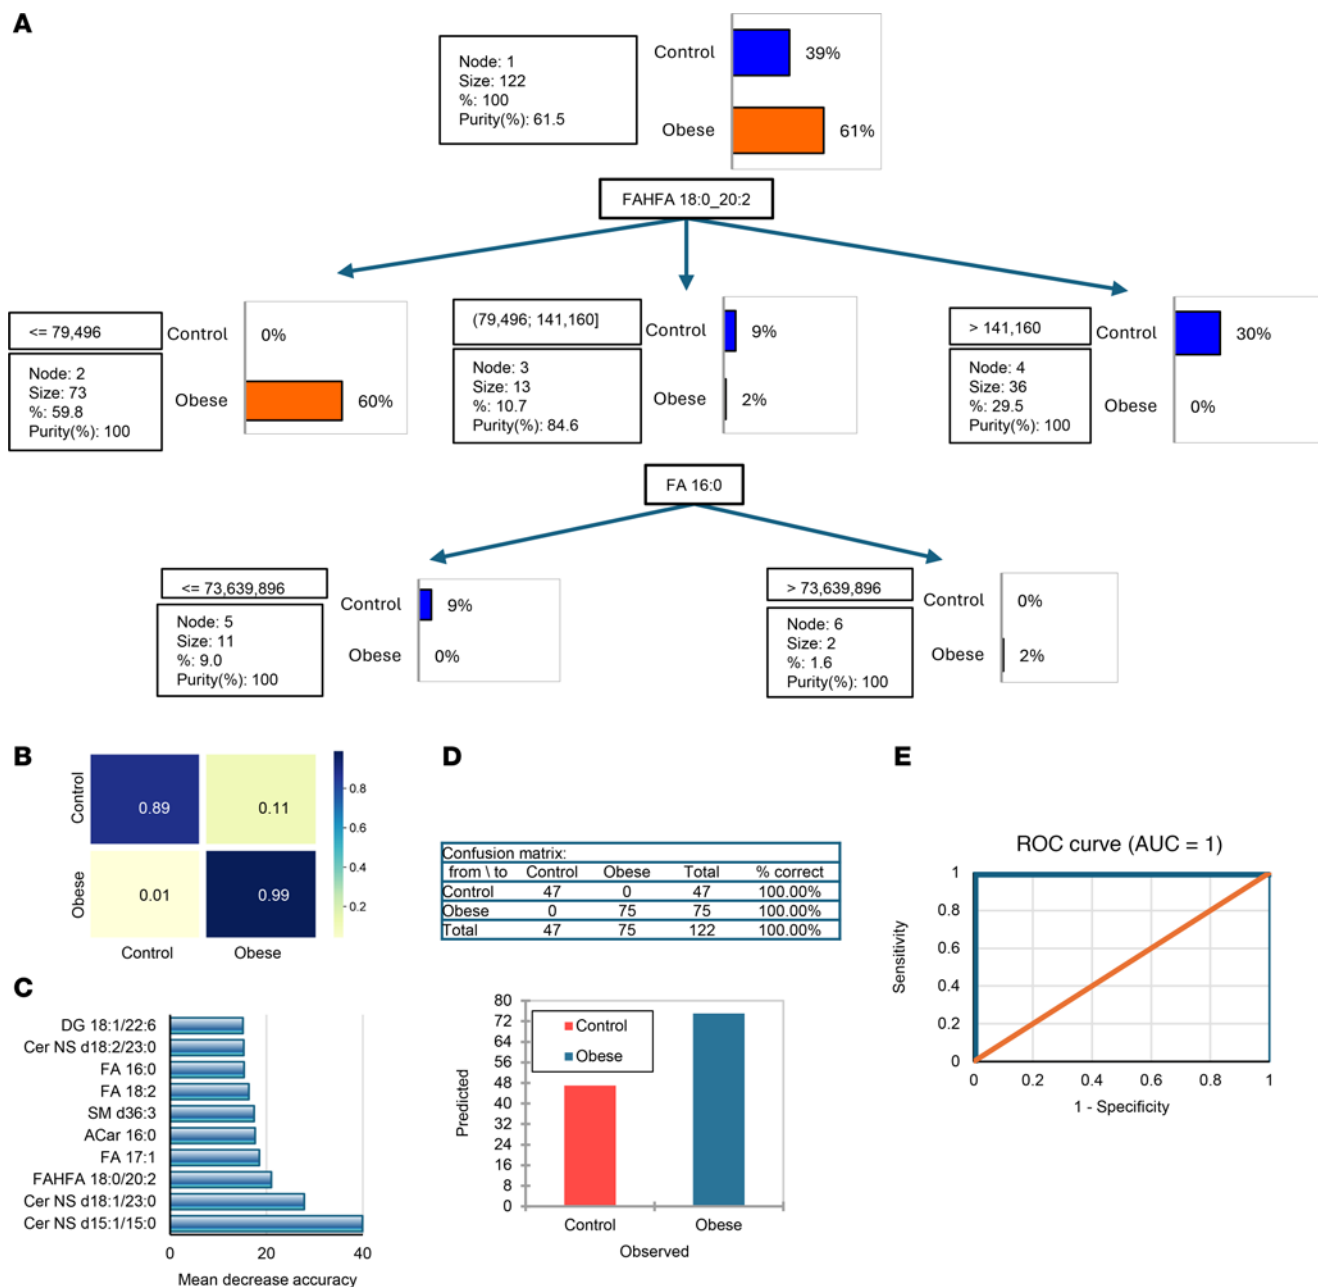 A
Node: 1
Size: 122
%: 100
Purity(%): 61.5
Control
39%
Obese
61%
FAHFA 18:0_20:2
<= 79,496
Node: 2
Size: 73
%: 59.8
Purity(%): 100
Control
0%
Obese
60%
(79,496; 141,160]
Node: 3
Size: 13
%: 10.7
Purity(%): 84.6
Control
9%
Obese
2%
> 141,160
Node: 4
Size: 36
%: 29.5
Purity(%): 100
Control
30%
Obese
0%
FA 16:0
<= 73,639,896
Node: 5
Size: 11
%: 9.0
Purity(%): 100
Control
9%
Obese
0%
> 73,639,896
Node: 6
Size: 2
%: 1.6
Purity(%): 100
Control
0%
Obese
2%
B
Control
0.89
0.11
Obese
0.01
0.99
Control
Obese
0.8
0.6
0.4
0.2
C
DG 18:1/22:6
Cer NS d18:2/23:0
FA 16:0
FA 18:2
SM d36:3
ACar 16:0
FA 17:1
FAHFA 18:0/20:2
Cer NS d18:1/23:0
Cer NS d15:1/15:0
0 20 40
Mean decrease accuracy
D
Confusion matrix:
from \ to Control Obese Total % correct
Control 47 0 47 100.00%
Obese 0 75 75 100.00%
Total 47 75 122 100.00%
Predicted
80
72
64
56
48
40
32
24
16
8
0
Control
Obese
Control Obese
Observed
E
ROC curve (AUC = 1)
Sensitivity
1
0.8
0.6
0.4
0.2
0
0 0.2 0.4 0.6 0.8 1
1 - Specificity